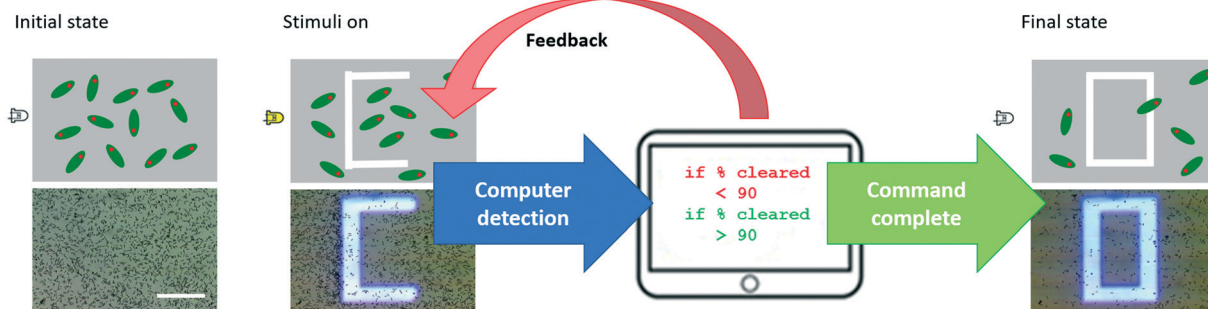 Initial state
Stimuli on
Final state
Feedback
Computer
detection
if % cleared
< 90
if % cleared
> 90
Command
complete